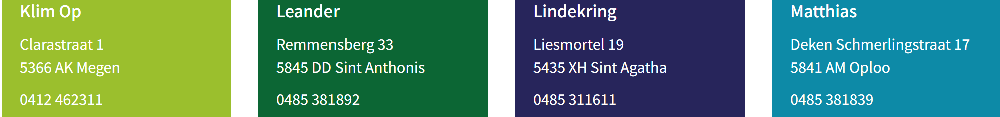 Klim Op
Clarastraat 1
5366 AK Megen
0412 462311
Leander
Remmensberg 33
5845 DD Sint Anthonis
0485 381892
Lindekring
Liesmortel 19
5435 XH Sint Agatha
0485 311611
Matthias
Deken Schmerlingstraat 17
5841 AM Oploo
0485 381839